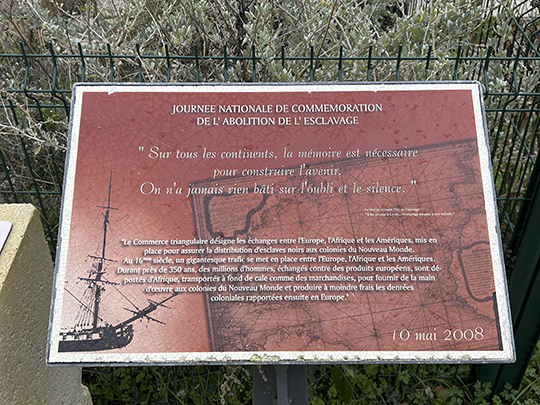 JOURNEE NATIONALE DE COMMEMORATION
DE L' ABOLITION DE L' ESCLAVAGE
" Sur tous les continents, la mémoire est nécessaire
pour construire l'avenir.
On n'a jamais rien bâti sur l'oubli et le silence. "
"Le Commerce triangulaire désigne les échanges entre l'Europe, l'Afrique et les Amériques, mis en
place pour assurer la distribution d'esclaves noirs aux colonies du Nouveau Monde.
Au 16ème siècle, un gigantesque trafic se met en place entre l'Europe, l'Afrique et les Amériques.
Durant près de 350 ans, des millions d'hommes, échangés contre des produits européens, sont dé-
portés d'Afrique, transportés à fond de cale comme des marchandises, pour fournir de la main
d'œuvre aux colonies du Nouveau Monde et produire à moindre frais les denrées
coloniales rapportées ensuite en Europe."
10 mai 2008